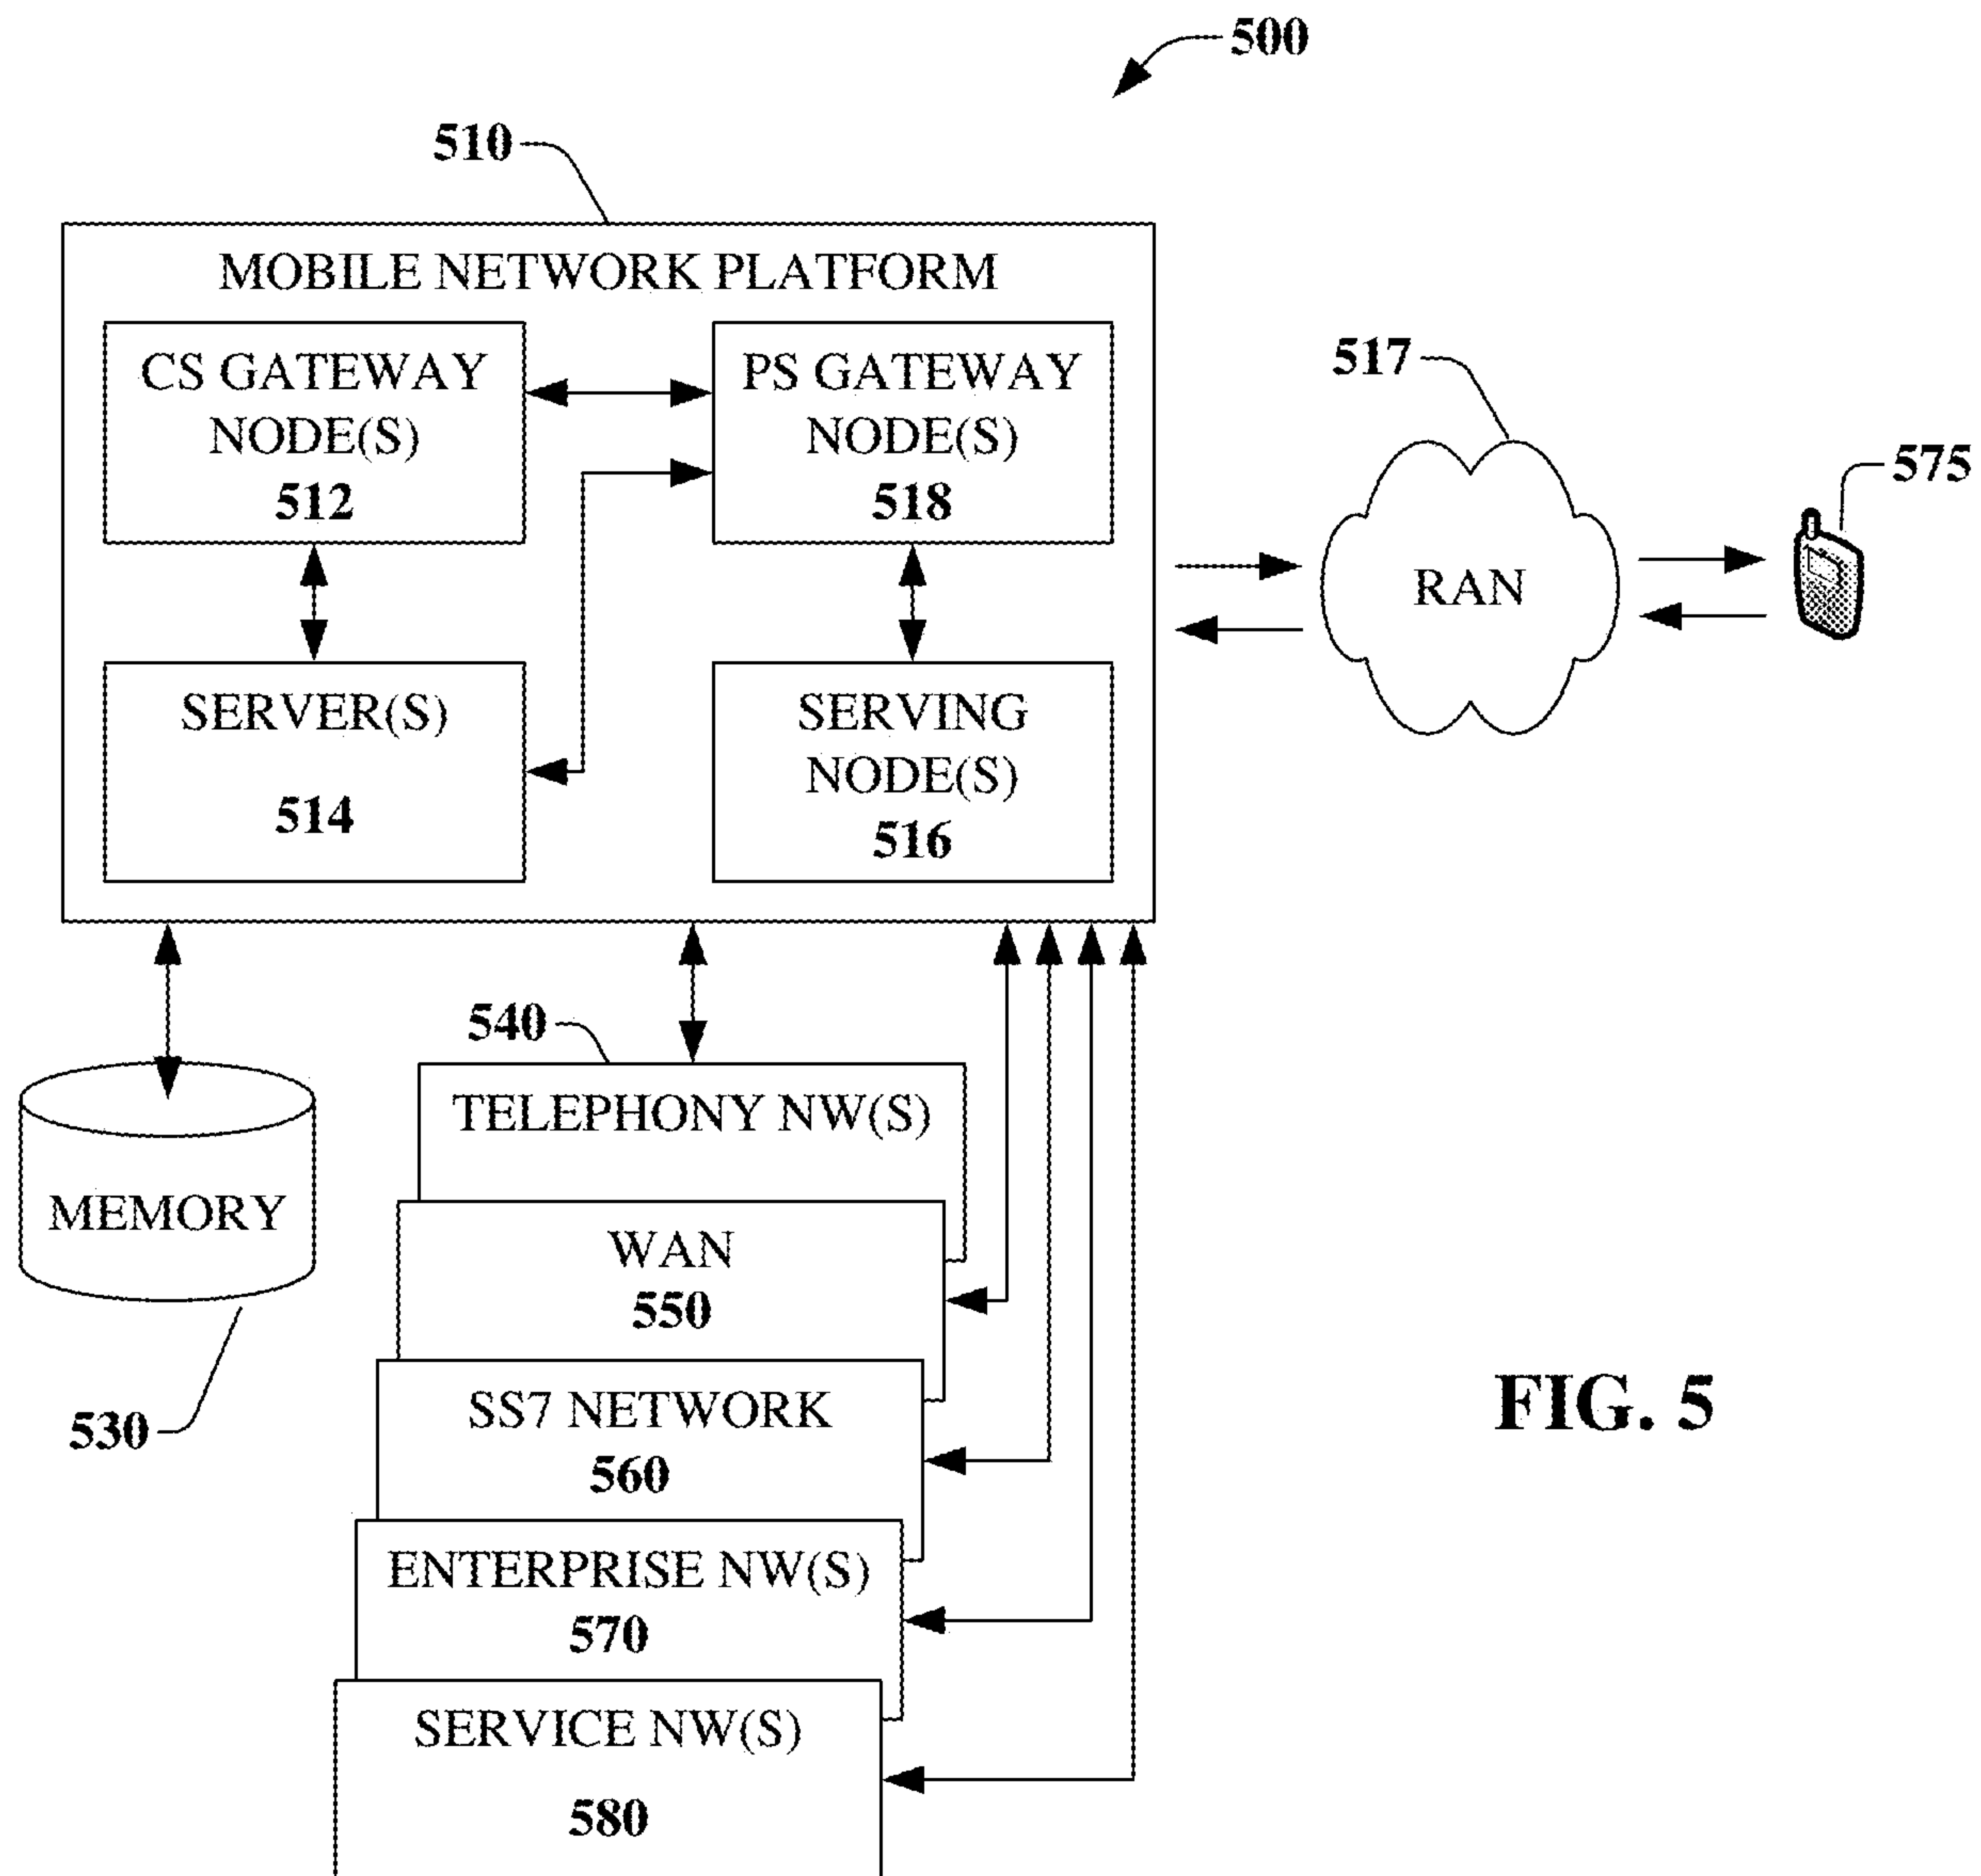 500
510
MOBILE NETWORK PLATFORM
CS GATEWAY
NODE(S)
512
PS GATEWAY
NODE(S)
518
SERVER(S)
514
SERVING
NODE(S)
516
517
RAN
575
MEMORY
530
540
TELEPHONY NW(S)
WAN
550
SS7 NETWORK
560
ENTERPRISE NW(S)
570
SERVICE NW(S)
580
FIG. 5